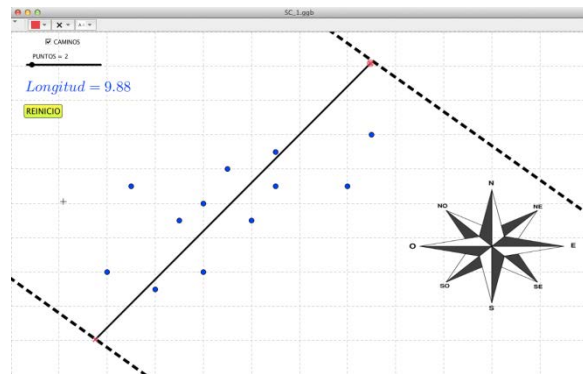 SC_1.ggb
CAMINOS
PUNTOS = 2
Longitud = 9.88
REINICIO
N
NO
NE
O
E
SO
SE
S